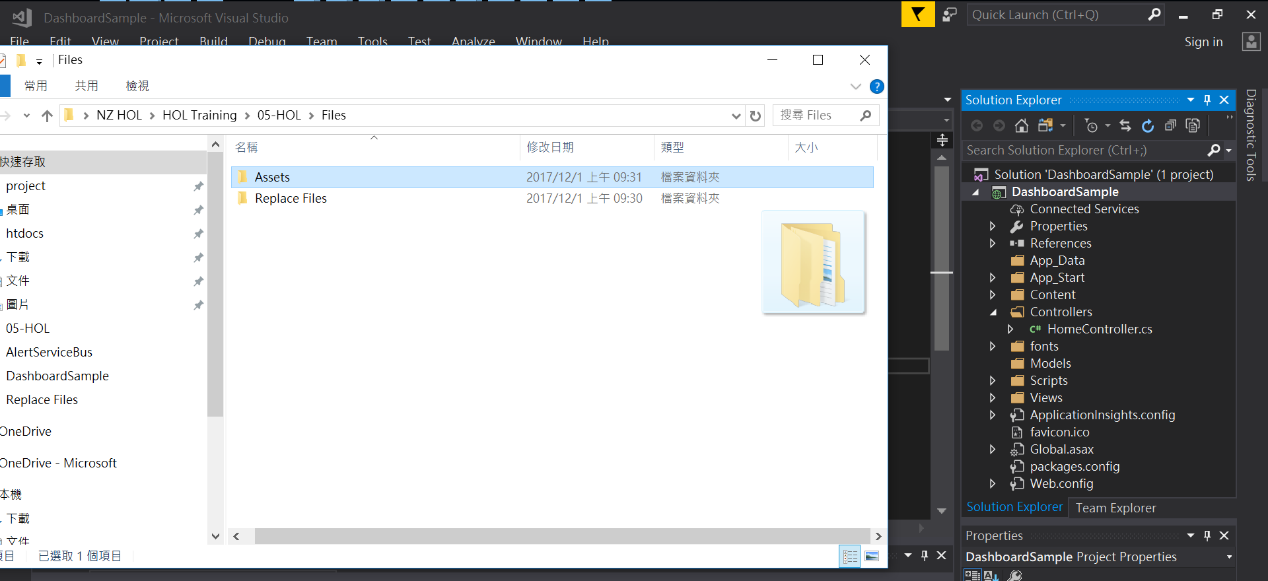 DashboardSample - Microsoft Visual Studio
Quick Launch (Ctrl+Q)
File Edit View Project Build Debug Team Tools Test Analyze Window Help
Sign in
Files
常用 共用 檢視
NZ HOL > HOL Training > 05-HOL > Files
搜尋 Files
名稱 修改日期 類型 大小
Assets 2017/12/1 上午 09:31 檔案資料夾
Replace Files 2017/12/1 上午 09:30 檔案資料夾
快速存取
project
桌面
htdocs
下載
文件
圖片
05-HOL
AlertServiceBus
DashboardSample
Replace Files
OneDrive
OneDrive - Microsoft
本機
下載
文件
項目 已選取 1 個項目
Solution Explorer
Search Solution Explorer (Ctrl+;)
Solution 'DashboardSample' (1 project)
DashboardSample
Connected Services
Properties
References
App_Data
App_Start
Content
Controllers
C# HomeController.cs
fonts
Models
Scripts
Views
ApplicationInsights.config
favicon.ico
Global.asax
packages.config
Web.config
Solution Explorer Team Explorer
Properties
DashboardSample Project Properties
Diagnostic Tools